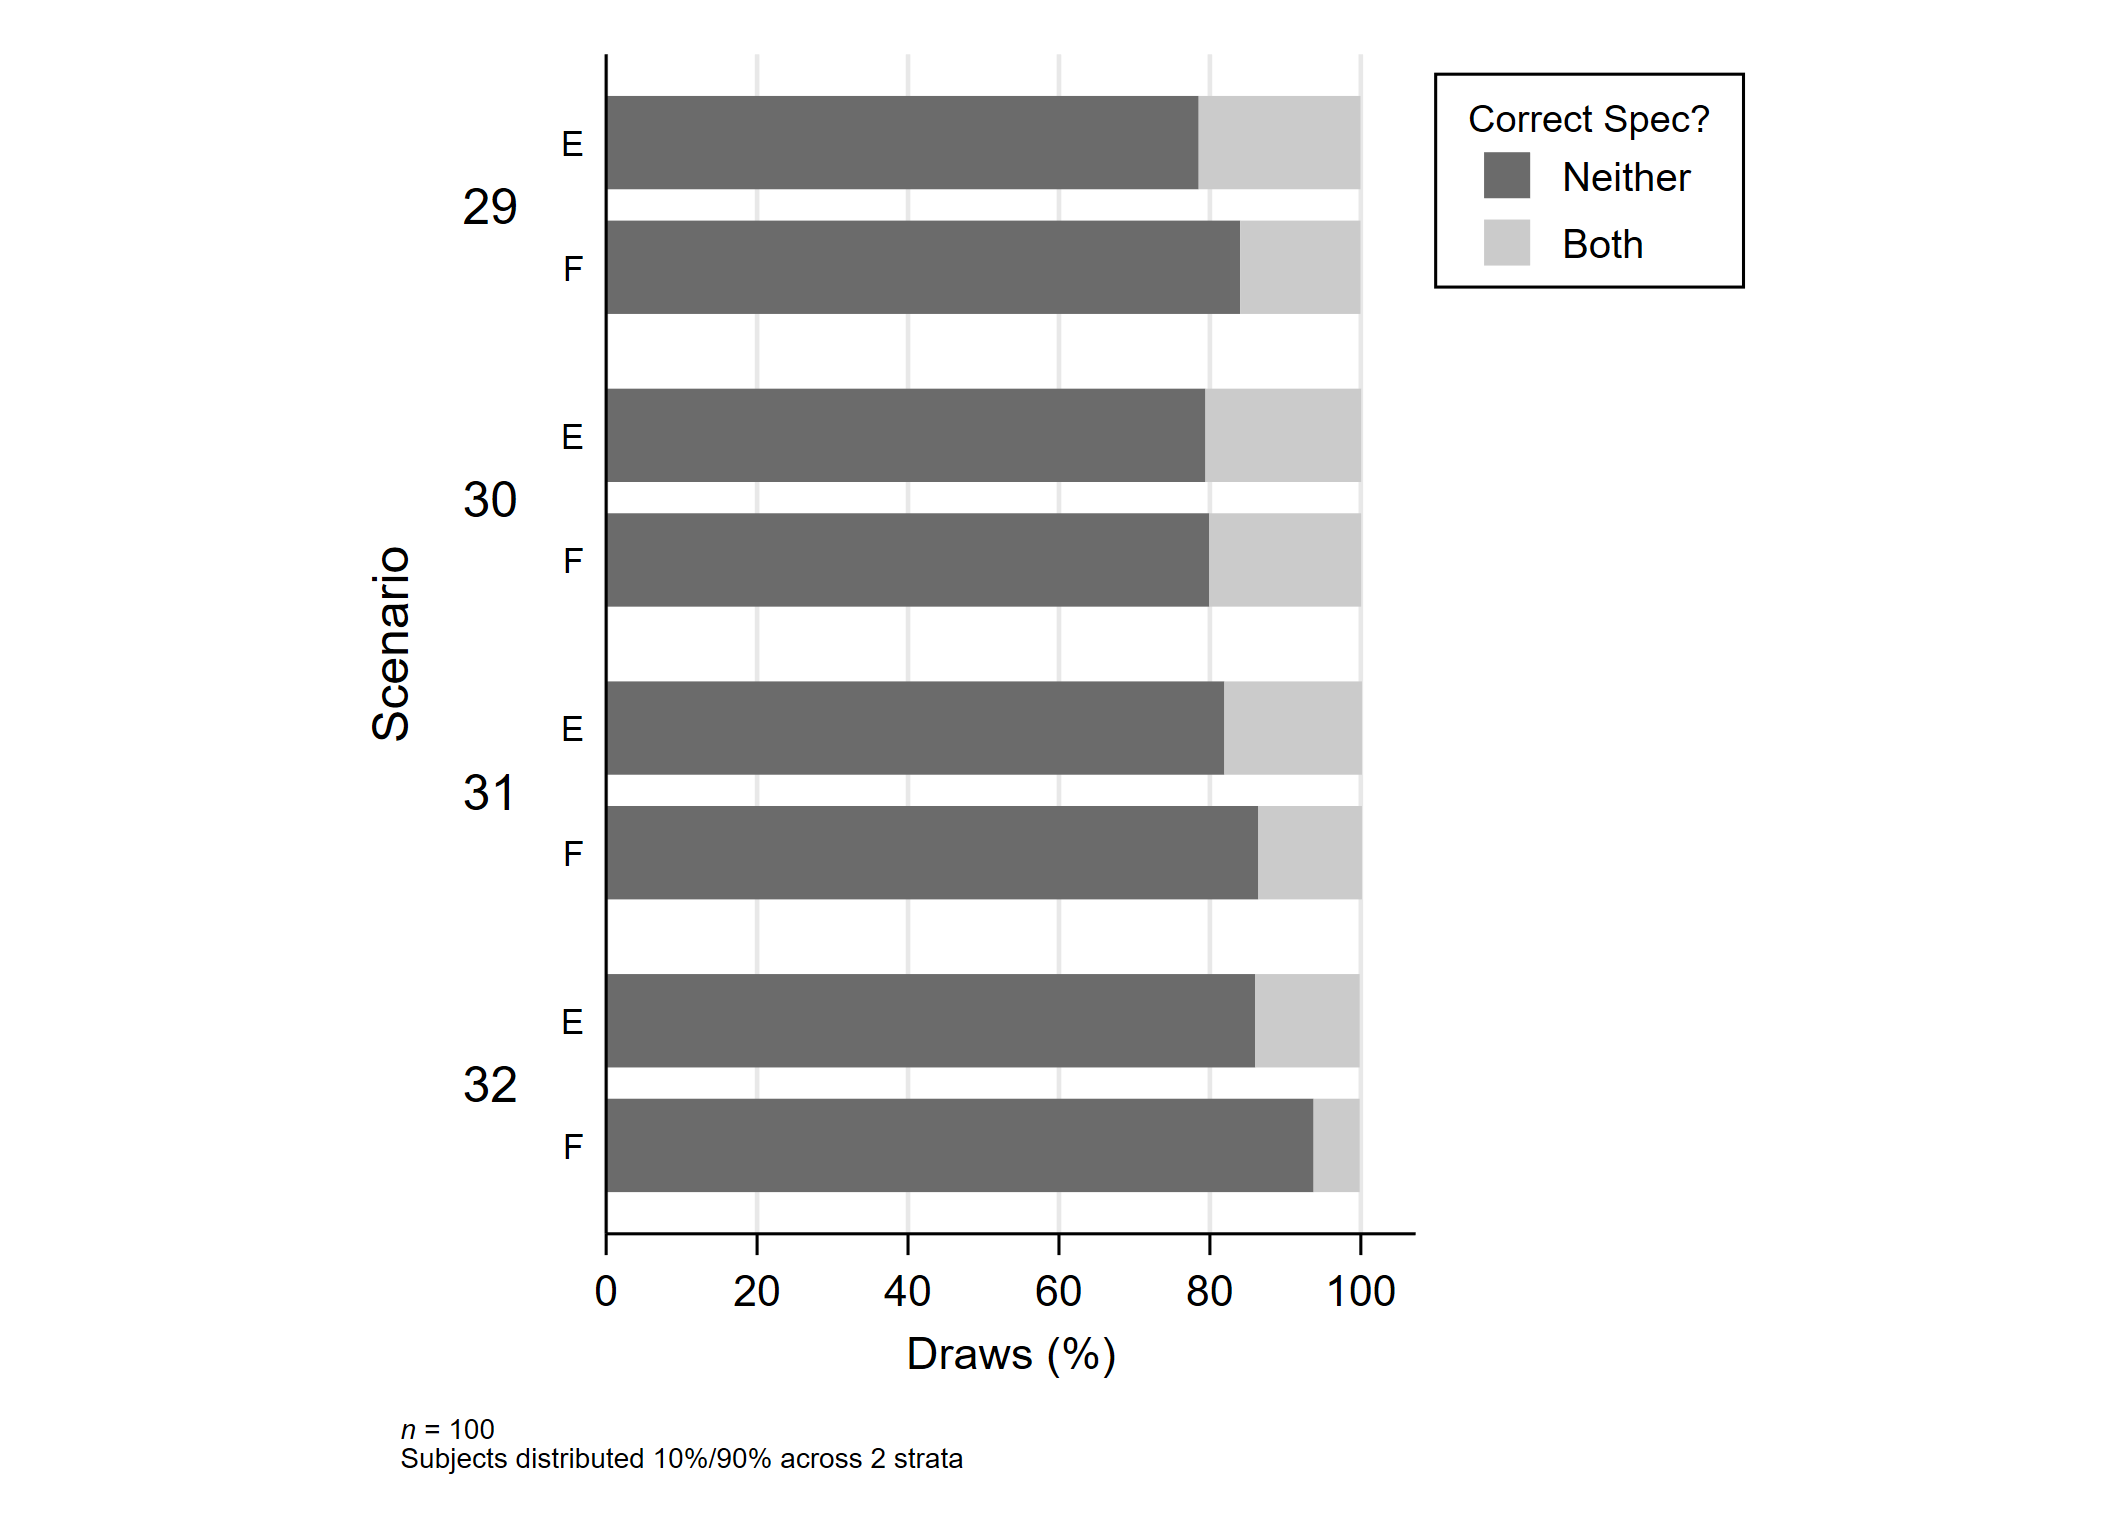 Correct Spec?
Neither
Both
Scenario
29
E
F
30
E
F
31
E
F
32
E
F
0 20 40 60 80 100
Draws (%)
n = 100
Subjects distributed 10%/90% across 2 strata